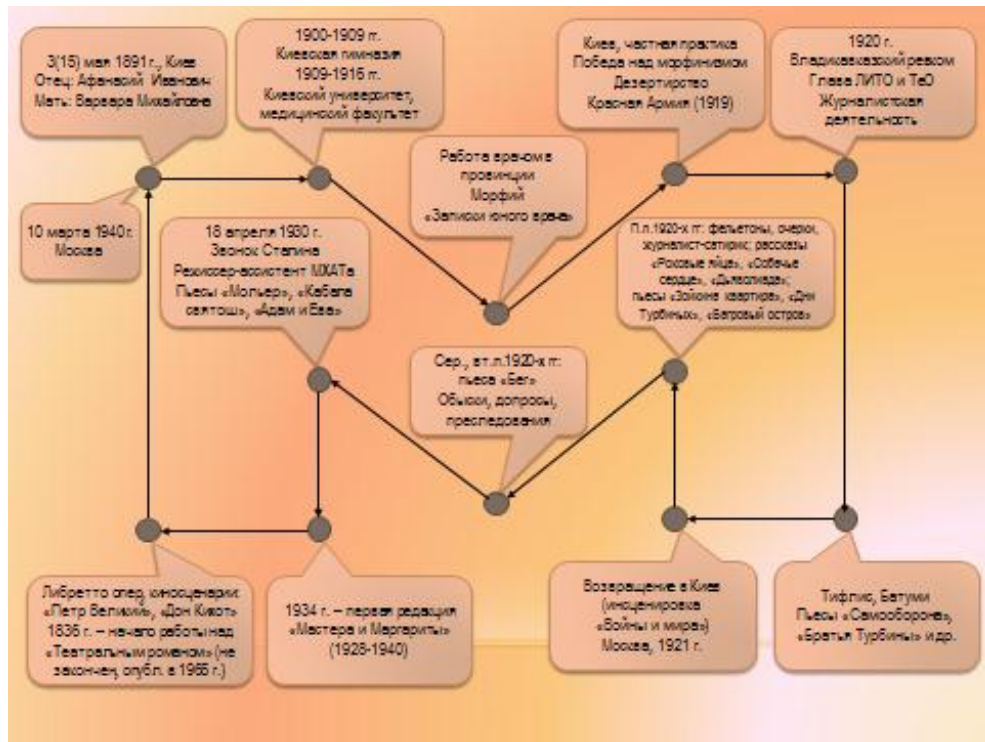 3(15) мая 1891 г., Киев
Отец: Афанасий Иванович
Мать: Варвара Михайловна
1900-1909 гг.
Киевская гимназия
1909-1916 гг.
Киевский университет,
медицинский факультет
Работа врачом в
провинции
Морфий
«Записки юного врача»
Киев, частная практика
Победа над морфинизмом
Дезертирство
Красная Армия (1919)
1920 г.
Владикавказский ревком
Глава ЛИТО и ТеО
Журналистская
деятельность
Тифлис, Батуми
Пьесы «Самооборона»,
«Братья Турбины» и др.
Возвращение в Киев
(инсценировка
«Войны и мира»)
Москва, 1921 г.
П.п.1920-х гг: фельетоны, очерки,
журналист-сатирик; рассказы
«Роковые яйца», «Собачье
сердце», «Дьяволиада»;
пьесы «Зойкина квартира», «Дни
Турбиных», «Багровый остров»
Сер., вт.п.1920-х гг:
пьеса «Бег»
Обыски, допросы,
преследования
18 апреля 1930 г.
Звонок Сталина
Режиссер-ассистент МХАТа
Пьесы «Мольер», «Кабала
святош», «Адам и Ева»
1934 г. – первая редакция
«Мастера и Маргариты»
(1928-1940)
Либретто опер, киносценарии:
«Петр Великий», «Дон Кихот»
1836 г. – начало работы над
«Театральным романом» (не
закончен, опубл. в 1965 г.)
10 марта 1940 г.
Москва